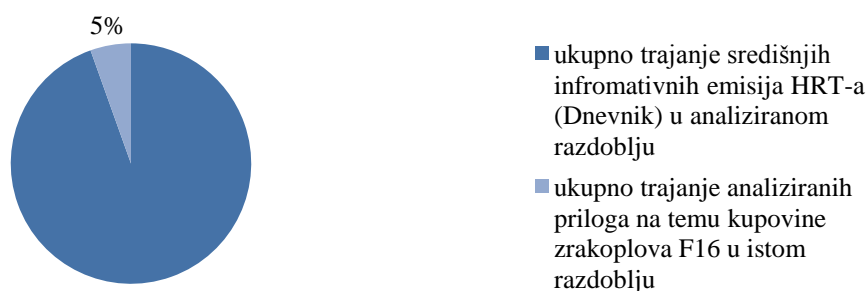 5%
ukupno trajanje središnjih
infromativnih emisija HRT-a
(Dnevnik) u analiziranom
razdoblju
ukupno trajanje analiziranih
priloga na temu kupovine
zrakoplova F16 u istom
razdoblju